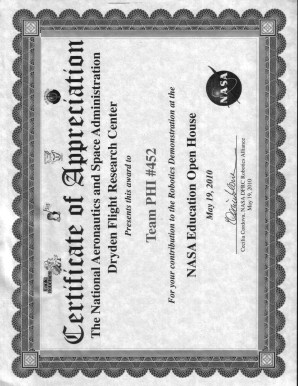 Certificate of Appreciation
The National Aeronautics and Space Administration
Dryden Flight Research Center
Presents this award to
Team PHI #452
For your contribution to the Robotics Demonstration at the
NASA Education Open House
May 19, 2010
NASA
Cecilia Cordova, NASA DFRC Robotics Alliance
May 19, 2010